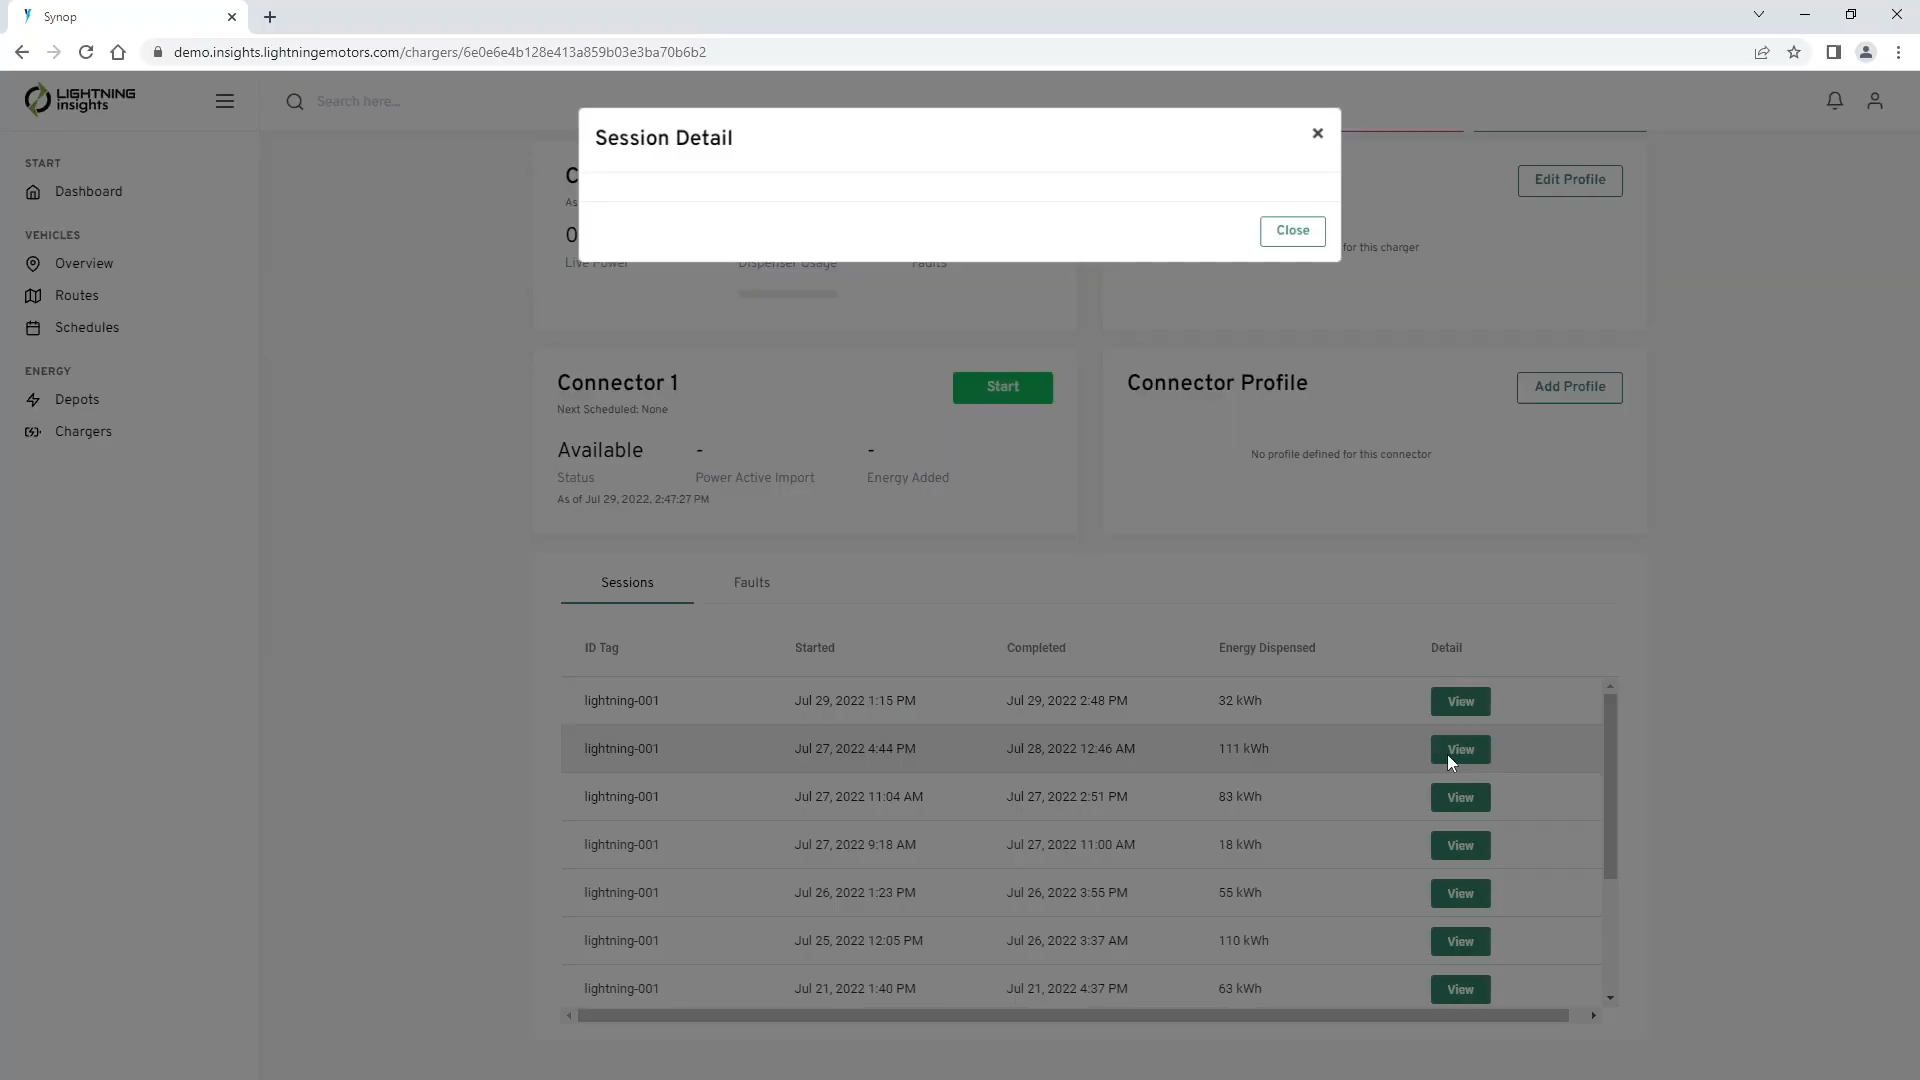 Synop
demo.insights.lightningemotors.com/chargers/6e0e6e4b128e413a859b03e3ba70b6b2
LIGHTNING
insights
Search here...
START
Dashboard
VEHICLES
Overview
Routes
Schedules
ENERGY
Depots
Chargers
Session Detail
Close
C
As
0
Live Power
Dispenser Usage
Faults
Edit Profile
for this charger
Connector 1
Next Scheduled: None
Start
Available
-
-
Status
Power Active Import
Energy Added
As of Jul 29, 2022, 2:47:27 PM
Connector Profile
Add Profile
No profile defined for this connector
Sessions
Faults
ID Tag Started Completed Energy Dispensed Detail
lightning-001 Jul 29, 2022 1:15 PM Jul 29, 2022 2:48 PM 32 kWh View
lightning-001 Jul 27, 2022 4:44 PM Jul 28, 2022 12:46 AM 111 kWh View
lightning-001 Jul 27, 2022 11:04 AM Jul 27, 2022 2:51 PM 83 kWh View
lightning-001 Jul 27, 2022 9:18 AM Jul 27, 2022 11:00 AM 18 kWh View
lightning-001 Jul 26, 2022 1:23 PM Jul 26, 2022 3:55 PM 55 kWh View
lightning-001 Jul 25, 2022 12:05 PM Jul 26, 2022 3:37 AM 110 kWh View
lightning-001 Jul 21, 2022 1:40 PM Jul 21, 2022 4:37 PM 63 kWh View